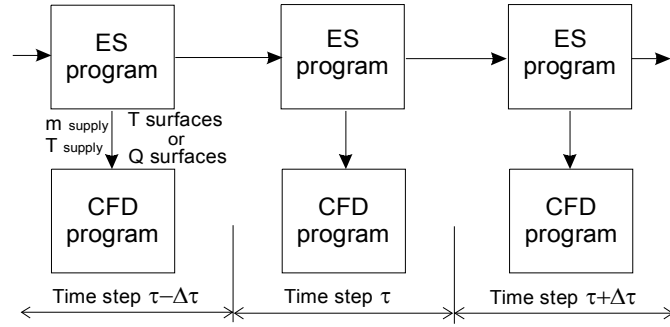 ES program
ES program
ES program
m supply
T supply
T surfaces
or
Q surfaces
CFD program
CFD program
CFD program
Time step τ−Δτ
Time step τ
Time step τ+Δτ